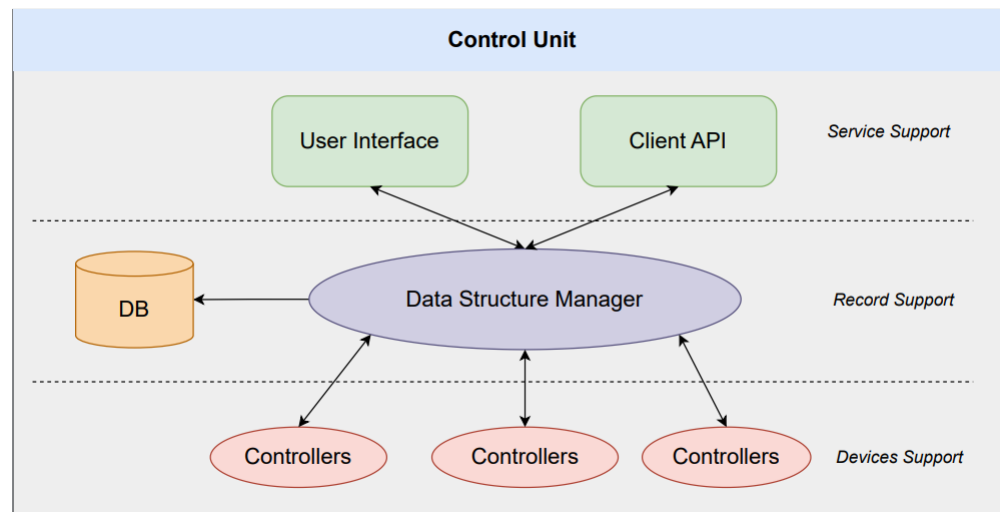 Control Unit
User Interface
Client API
Service Support
DB
Data Structure Manager
Record Support
Controllers
Controllers
Controllers
Devices Support